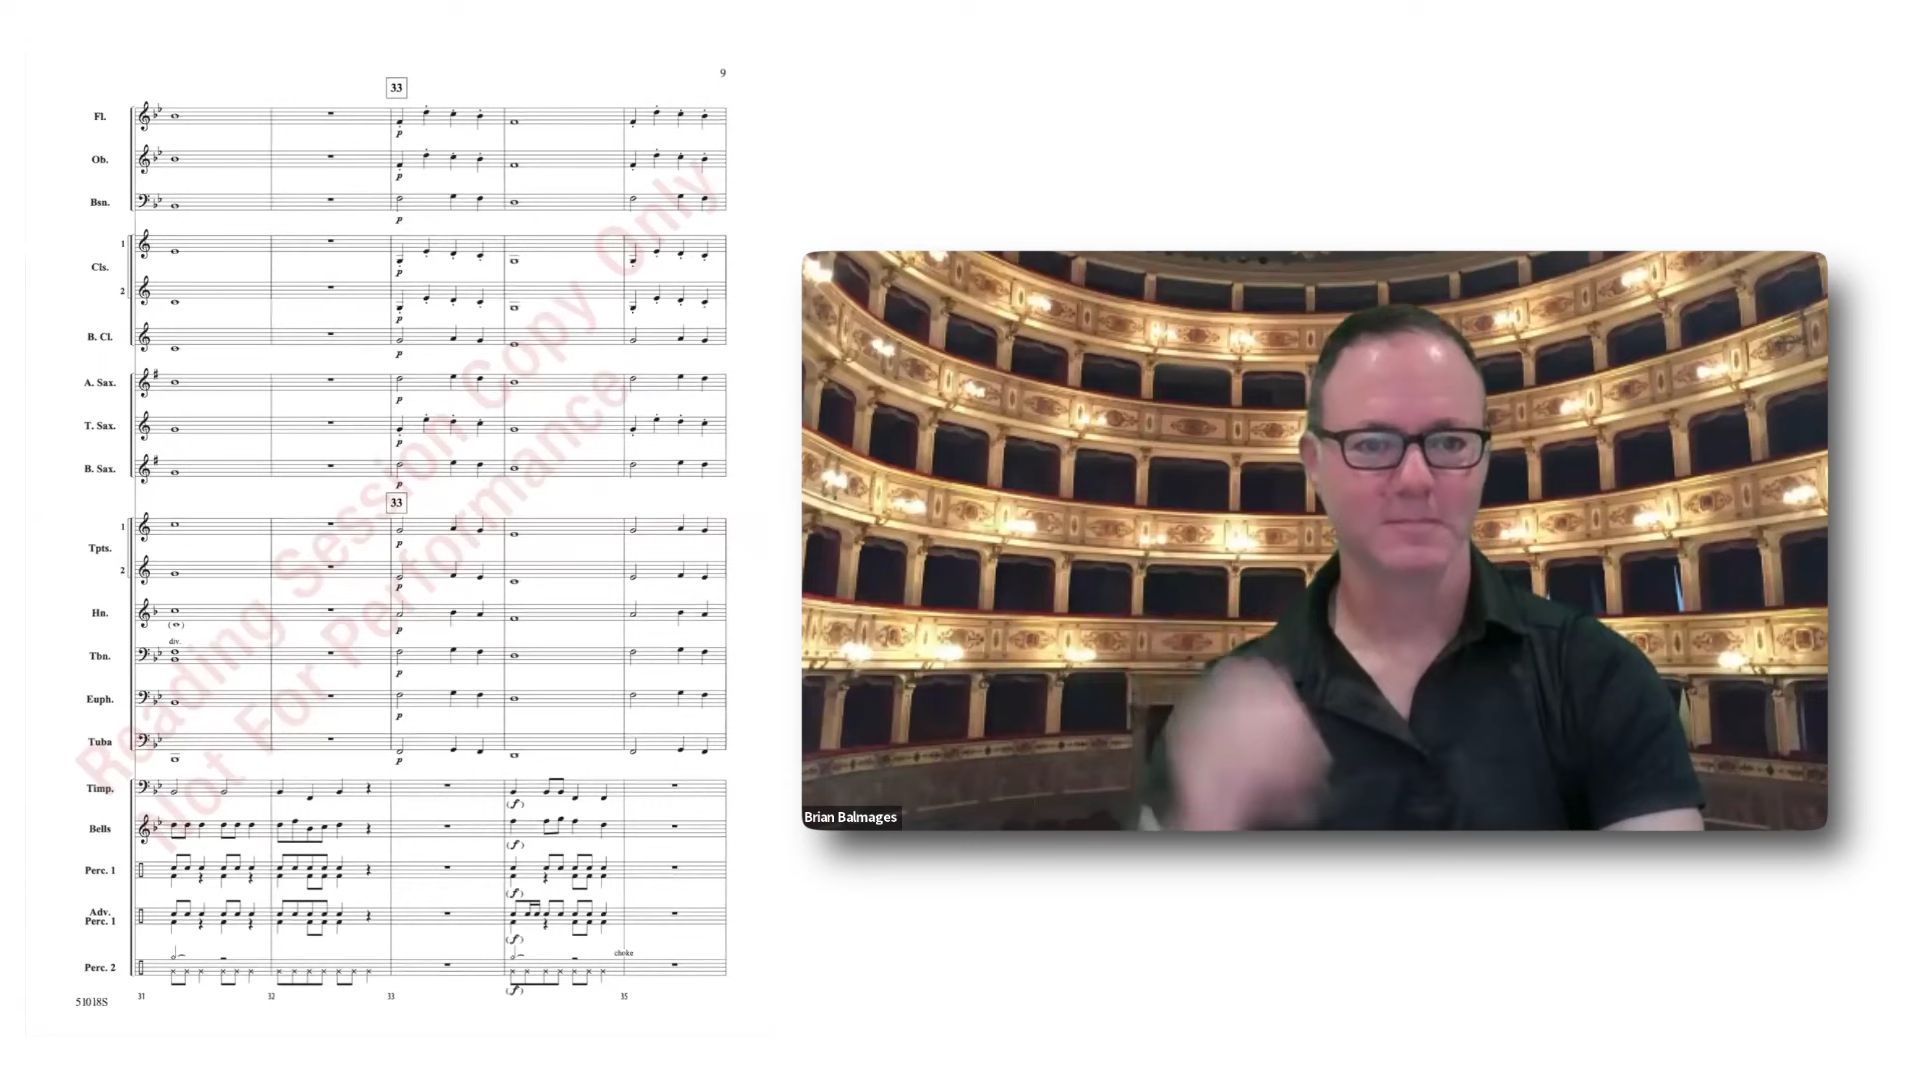 9
33
Fl.
p
Ob.
p
Bsn.
p
1
Cls.
p
2
p
B. Cl.
p
A. Sax.
p
T. Sax.
p
B. Sax.
p
33
1
Tpts.
p
2
p
Hn.
p
div.
Tbn.
p
Euph.
p
Tuba
p
Timp.
(f)
Bells
(f)
Perc. 1
(f)
Adv.
Perc. 1
(f)
choke
Perc. 2
(f)
31 32 33 35
51018S
Reading Session Copy Only
Not For Performance
Brian Balmages